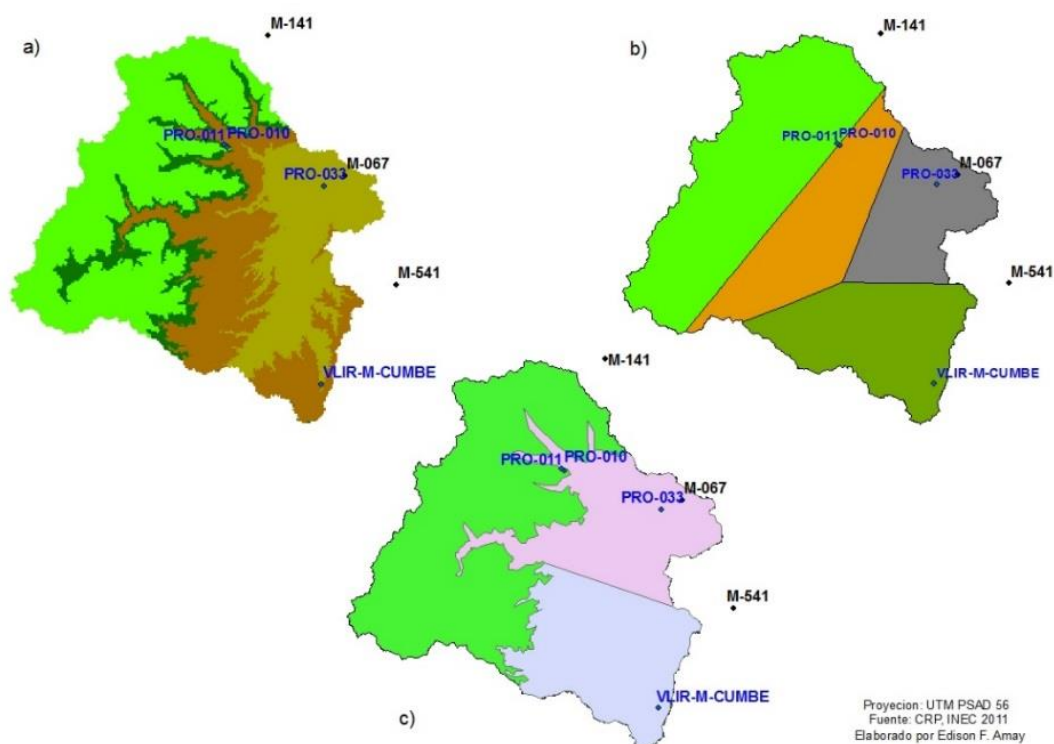 a)
M-141
PRO-011 PRO-010
M-067
PRO-033
M-541
VLIR-M-CUMBE
b)
M-141
PRO-011 PRO-010
M-067
PRO-033
M-541
VLIR-M-CUMBE
M-141
PRO-011 PRO-010
M-067
PRO-033
M-541
VLIR-M-CUMBE
c)
Proyecion: UTM PSAD 56
Fuente: CRP, INEC 2011
Elaborado por Edison F. Amay